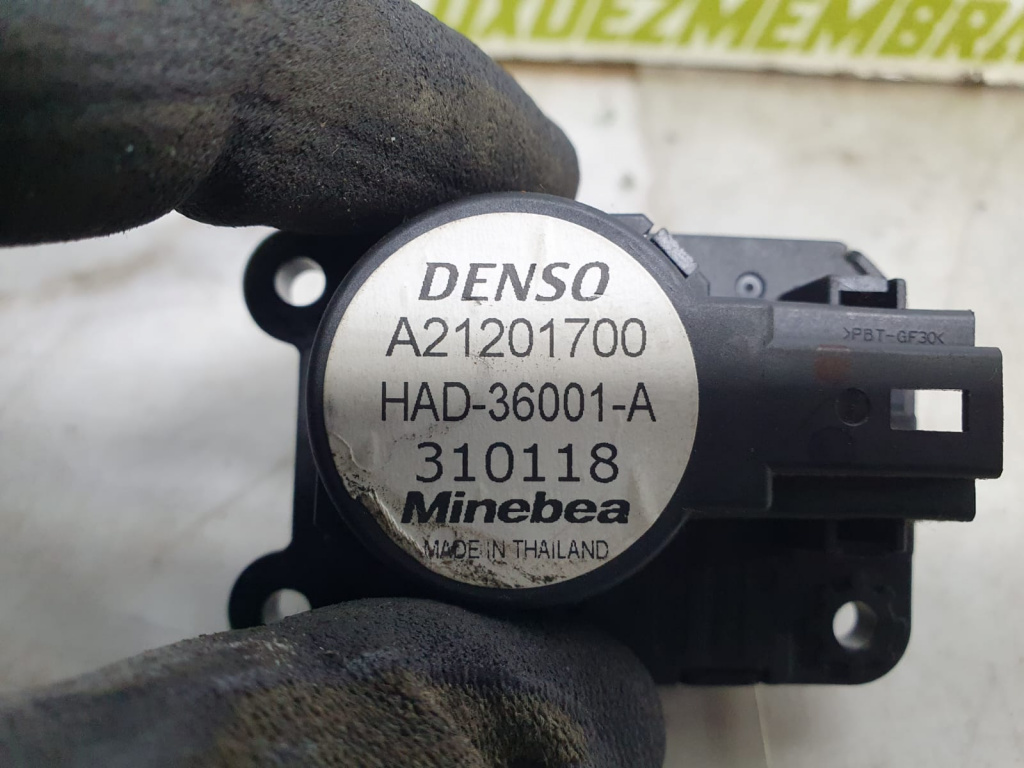 DENSO
A21201700
HAD-36001-A
310118
Minebea
MADE IN THAILAND
>PBT-GF30<